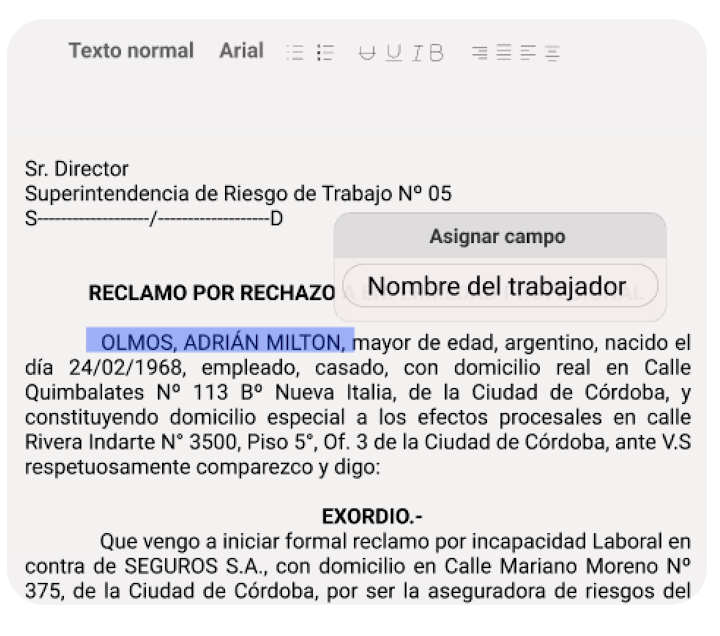 Texto normal Arial U I B
Sr. Director
Superintendencia de Riesgo de Trabajo Nº 05
S-------------------/-------------------D
Asignar campo
Nombre del trabajador
RECLAMO POR RECHAZO
OLMOS, ADRIÁN MILTON, mayor de edad, argentino, nacido el
día 24/02/1968, empleado, casado, con domicilio real en Calle
Quimbalates Nº 113 Bº Nueva Italia, de la Ciudad de Córdoba, y
constituyendo domicilio especial a los efectos procesales en calle
Rivera Indarte N° 3500, Piso 5°, Of. 3 de la Ciudad de Córdoba, ante V.S
respetuosamente comparezco y digo:
EXORDIO.-
Que vengo a iniciar formal reclamo por incapacidad Laboral en
contra de SEGUROS S.A., con domicilio en Calle Mariano Moreno Nº
375, de la Ciudad de Córdoba, por ser la aseguradora de riesgos del